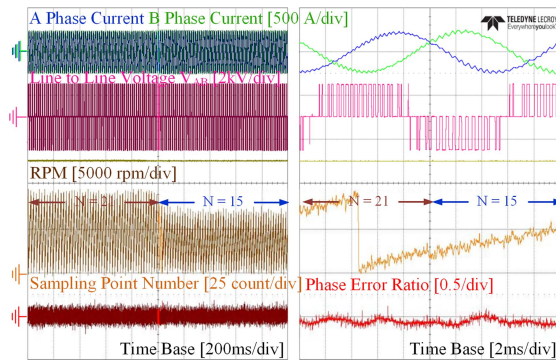 A Phase Current B Phase Current [500 A/div]
TELEDYNE LECROY
Everywhereyoulook
Line to Line Voltage VAB [2kV/div]
RPM [5000 rpm/div]
N = 21 N = 15 N = 21 N = 15
Sampling Point Number [25 count/div] Phase Error Ratio [0.5/div]
Time Base [200ms/div] Time Base [2ms/div]